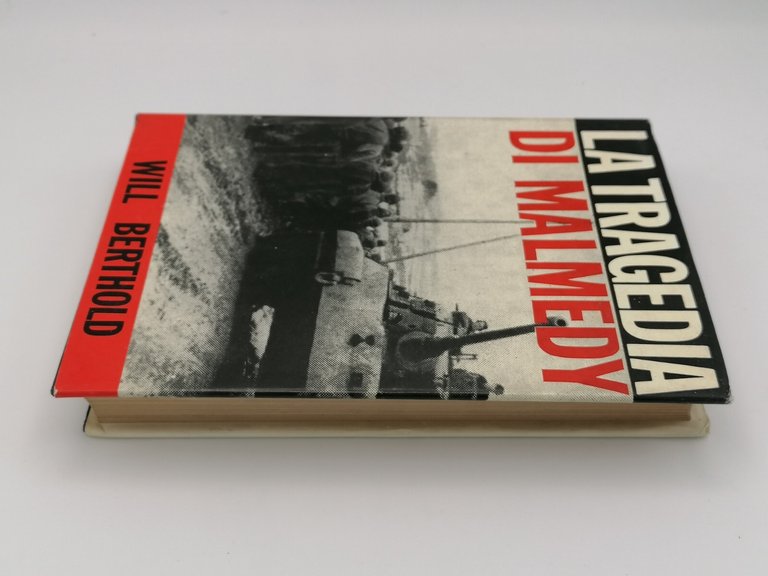 LA TRAGEDIA
DI MALMEDY
WILL BERTHOLD